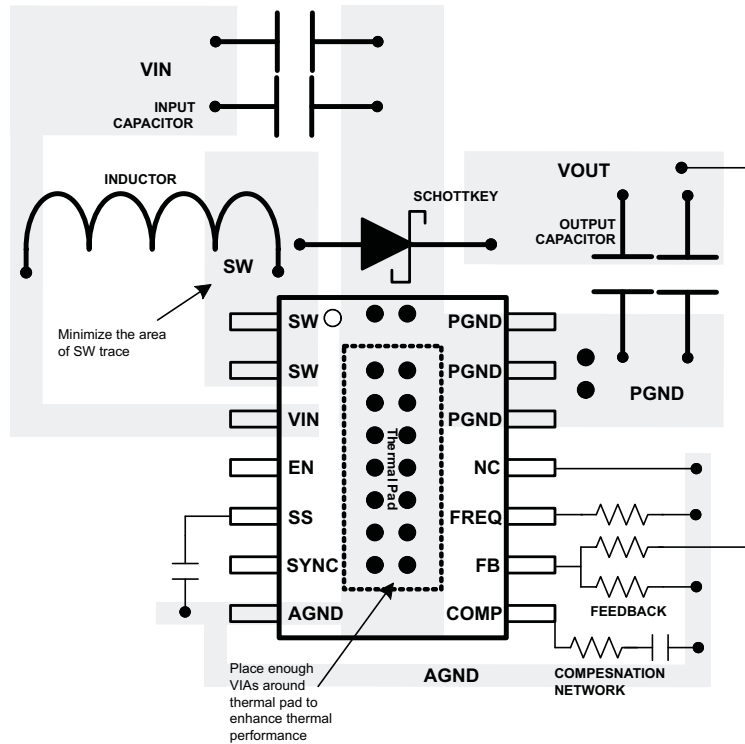 VIN
INPUT
CAPACITOR
INDUCTOR
SW
Minimize the area
of SW trace
SCHOTTKEY
VOUT
OUTPUT
CAPACITOR
PGND
SW
SW
VIN
EN
SS
SYNC
AGND
Thermal Pad
PGND
PGND
PGND
NC
FREQ
FB
COMP
FEEDBACK
COMPESNATION
NETWORK
AGND
Place enough
VIAs around
thermal pad to
enhance thermal
performance